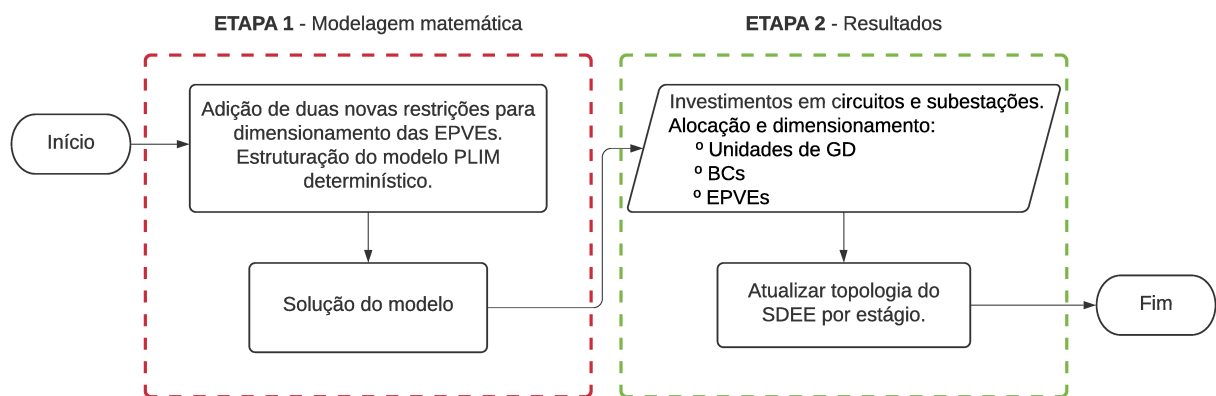 ETAPA 1 - Modelagem matemática
ETAPA 2 - Resultados
Início
Adição de duas novas restrições para
dimensionamento das EPVEs.
Estruturação do modelo PLIM
determinístico.
Solução do modelo
Investimentos em circuitos e subestações.
Alocação e dimensionamento:
º Unidades de GD
º BCs
º EPVEs
Atualizar topologia do
SDEE por estágio.
Fim